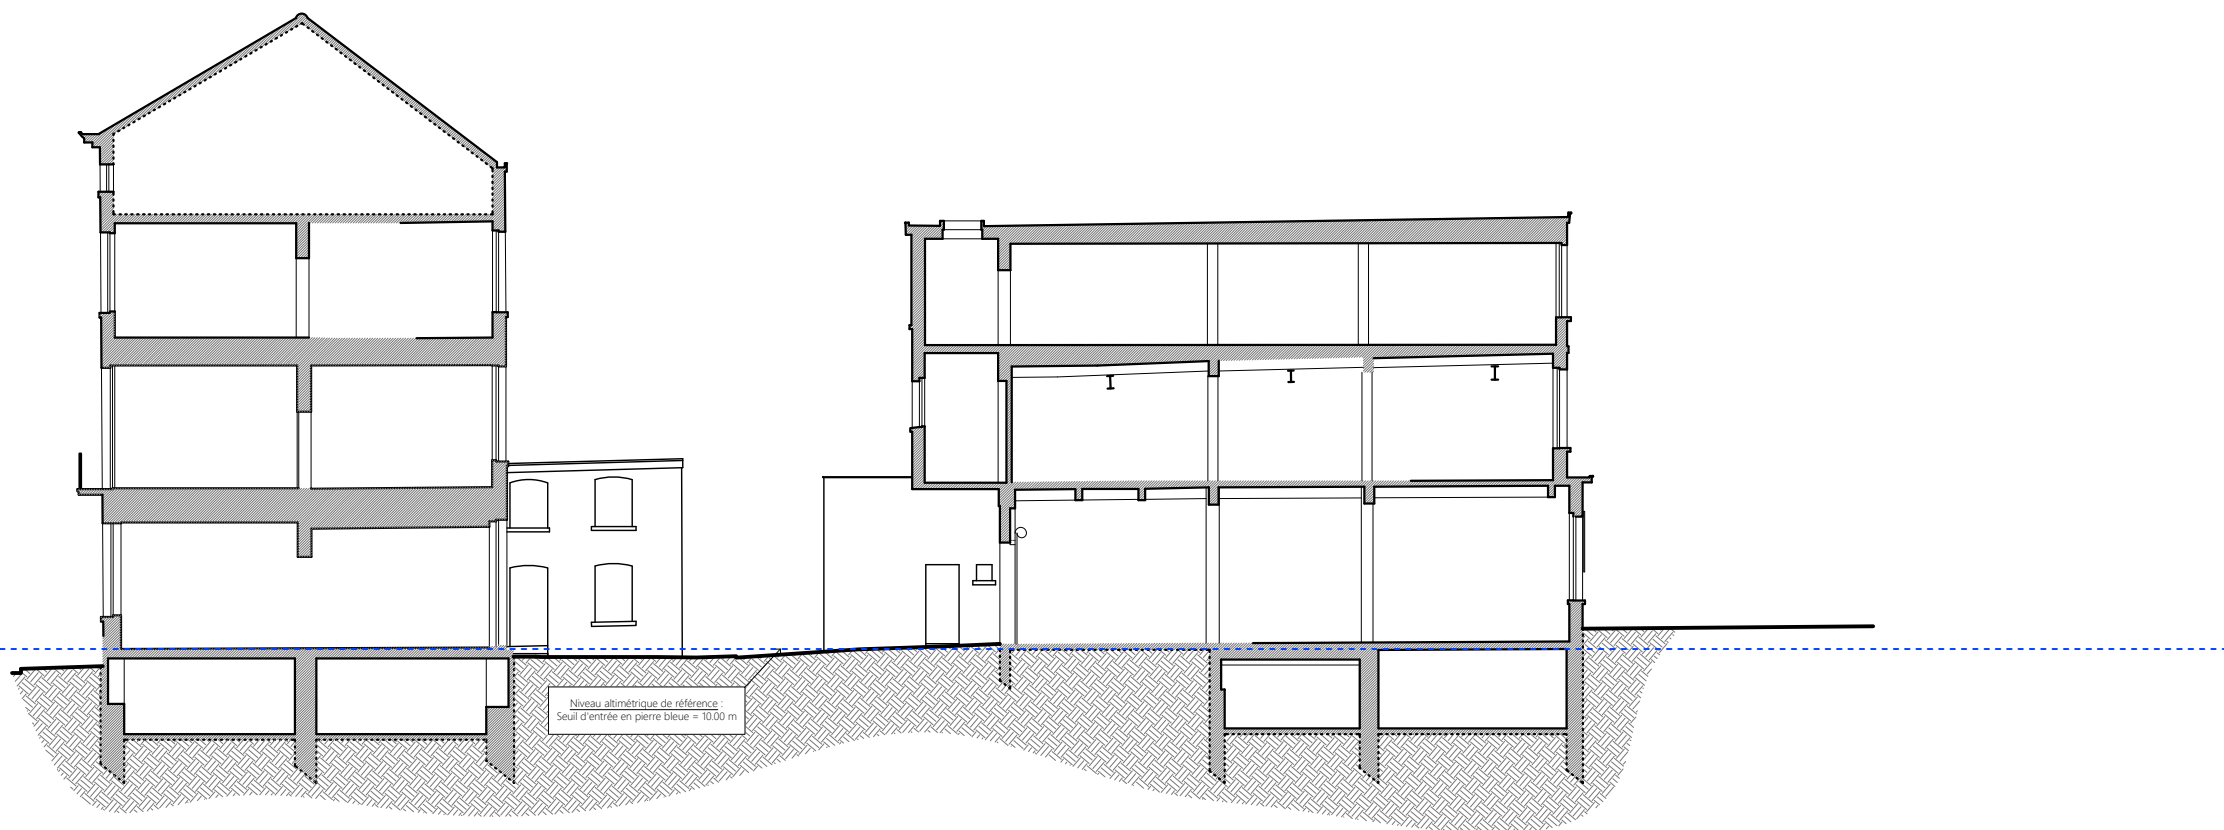 Niveau altimétrique de référence :
Seuil d'entrée en pierre bleue = 10.00 m